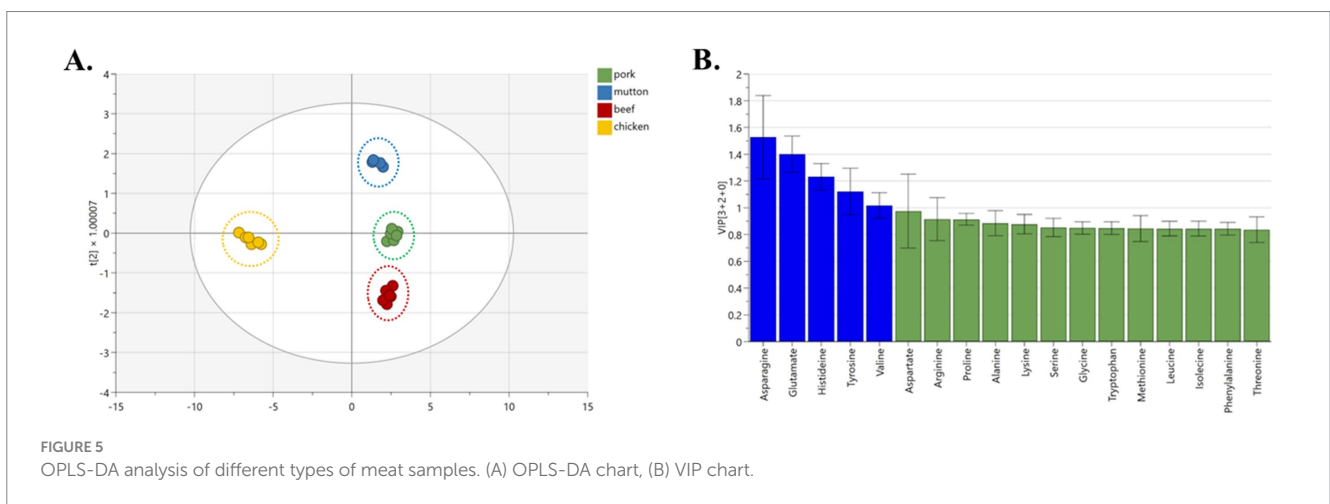 A.
4
3
2
1
0
-1
-2
-3
-4
t[2] × 1.00007
-15
-10
-5
0
5
10
15
pork
mutton
beef
chicken
B.
2
1.8
1.6
1.4
1.2
1
0.8
0.6
0.4
0.2
0
VIP[3+2+0]
Asparagine
Glutamate
Histideine
Tyrosine
Valine
Aspartate
Arginine
Proline
Alanine
Lysine
Serine
Glycine
Tryptophan
Methionine
Leucine
Isolecine
Phenylalanine
Threonine
FIGURE 5
OPLS-DA analysis of different types of meat samples. (A) OPLS-DA chart, (B) VIP chart.